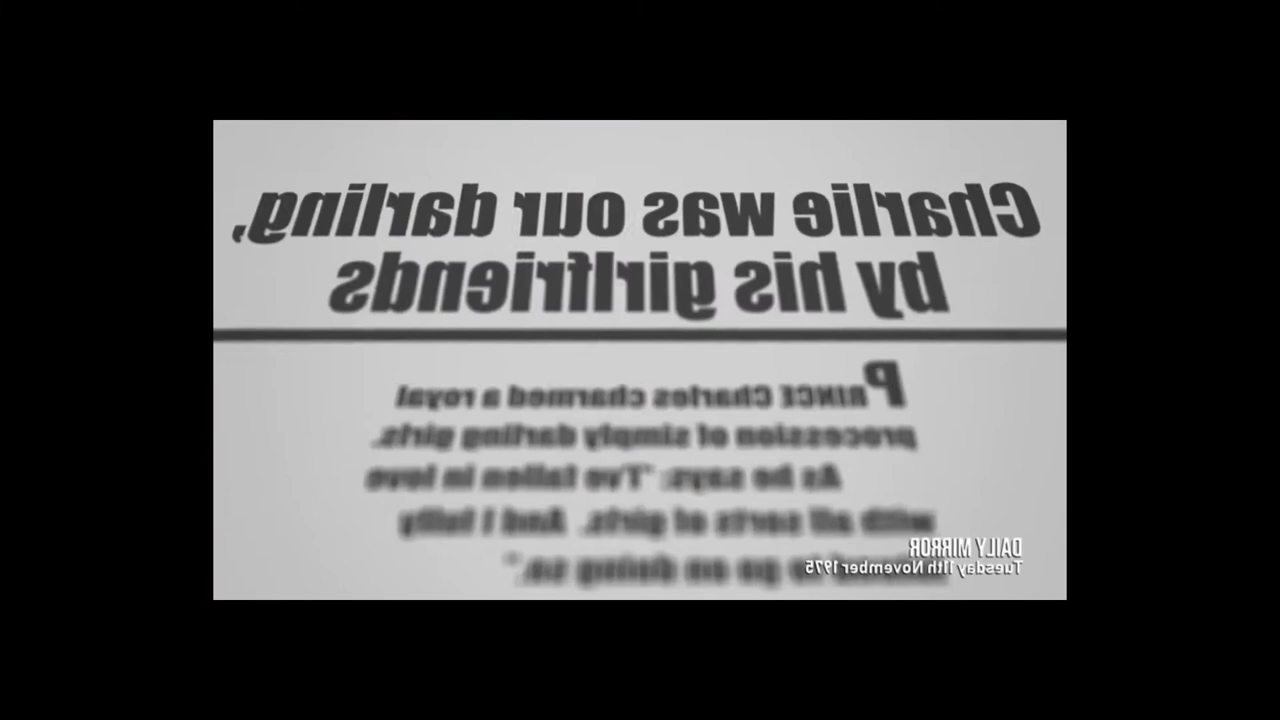 Charlie was our darling,
by his girlfriends
PRINCE Charles charmed a royal
procession of simply darling girls.
As he says: "I've fallen in love
with all sorts of girls. And I fully
to go on doing so."
DAILY MIRROR
Tuesday 11th November 1975